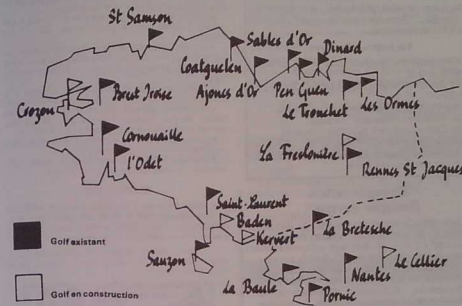 St Samson
Sables d'Or
Dinard
Coatguelen
Ajoncs d'Or
Pen Guen
Le Tronchet
Les Ormes
Crozon
Brest Iroise
Cornouaille
l'Odet
La Freslonière
Rennes St Jacques
Saint-Laurent
Baden
Kervert
La Bretesche
Sauzon
La Baule
Nantes
Le Cellier
Pornic
Golf existant
Golf en construction